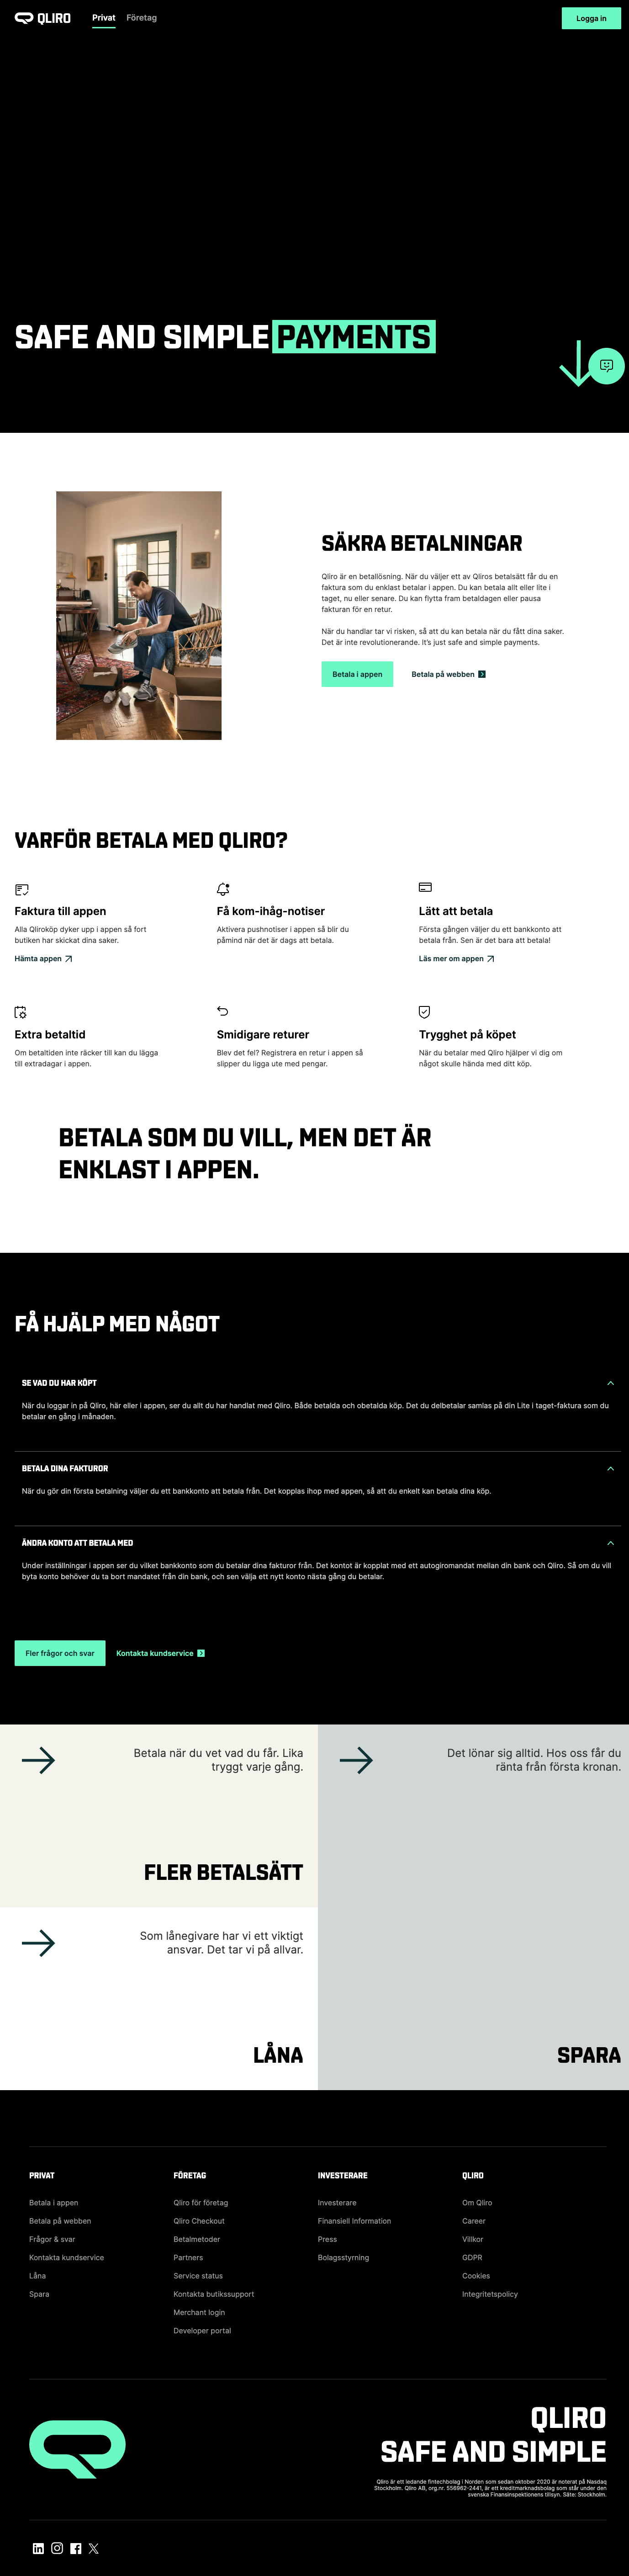 QLIRO
Privat Företag
Logga in
SAFE AND SIMPLE PAYMENTS
SÄKRA BETALNINGAR
Qliro är en betallösning. När du väljer ett av Qliros betalsätt får du en
faktura som du enklast betalar i appen. Du kan betala allt eller lite i
taget, nu eller senare. Du kan flytta fram betaldagen eller pausa
fakturan för en retur.
När du handlar tar vi risken, så att du kan betala när du fått dina saker.
Det är inte revolutionerande. It's just safe and simple payments.
Betala i appen
Betala på webben
VARFÖR BETALA MED QLIRO?
Faktura till appen
Alla Qliroköp dyker upp i appen så fort
butiken har skickat dina saker.
Hämta appen
Få kom-ihåg-notiser
Aktivera pushnotiser i appen så blir du
påmind när det är dags att betala.
Lätt att betala
Första gången väljer du ett bankkonto att
betala från. Sen är det bara att betala!
Läs mer om appen
Extra betaltid
Om betaltiden inte räcker till kan du lägga
till extradagar i appen.
Smidigare returer
Blev det fel? Registrera en retur i appen så
slipper du ligga ute med pengar.
Trygghet på köpet
När du betalar med Qliro hjälper vi dig om
något skulle hända med ditt köp.
BETALA SOM DU VILL, MEN DET ÄR
ENKLAST I APPEN.
FÅ HJÄLP MED NÅGOT
SE VAD DU HAR KÖPT
När du loggar in på Qliro, här eller i appen, ser du allt du har handlat med Qliro. Både betalda och obetalda köp. Det du delbetalar samlas på din Lite i taget-faktura som du
betalar en gång i månaden.
BETALA DINA FAKTUROR
När du gör din första betalning väljer du ett bankkonto att betala från. Det kopplas ihop med appen, så att du enkelt kan betala dina köp.
ÄNDRA KONTO ATT BETALA MED
Under inställningar i appen ser du vilket bankkonto som du betalar dina fakturor från. Det kontot är kopplat med ett autogiromandat mellan din bank och Qliro. Så om du vill
byta konto behöver du ta bort mandatet från din bank, och sen välja ett nytt konto nästa gång du betalar.
Fler frågor och svar
Kontakta kundservice
Betala när du vet vad du får. Lika
tryggt varje gång.
FLER BETALSÄTT
Det lönar sig alltid. Hos oss får du
ränta från första kronan.
Som lånegivare har vi ett viktigt
ansvar. Det tar vi på allvar.
LÅNA
SPARA
PRIVAT
Betala i appen
Betala på webben
Frågor & svar
Kontakta kundservice
Låna
Spara
FÖRETAG
Qliro för företag
Qliro Checkout
Betalmetoder
Partners
Service status
Kontakta butikssupport
Merchant login
Developer portal
INVESTERARE
Investerare
Finansiell Information
Press
Bolagsstyrning
QLIRO
Om Qliro
Career
Villkor
GDPR
Cookies
Integritetspolicy
QLIRO
SAFE AND SIMPLE
Qliro är ett ledande fintechbolag i Norden som sedan oktober 2020 är noterat på Nasdaq
Stockholm. Qliro AB, org.nr. 556962-2441, är ett kreditmarknadsbolag som står under den
svenska Finansinspektionens tillsyn. Säte: Stockholm.